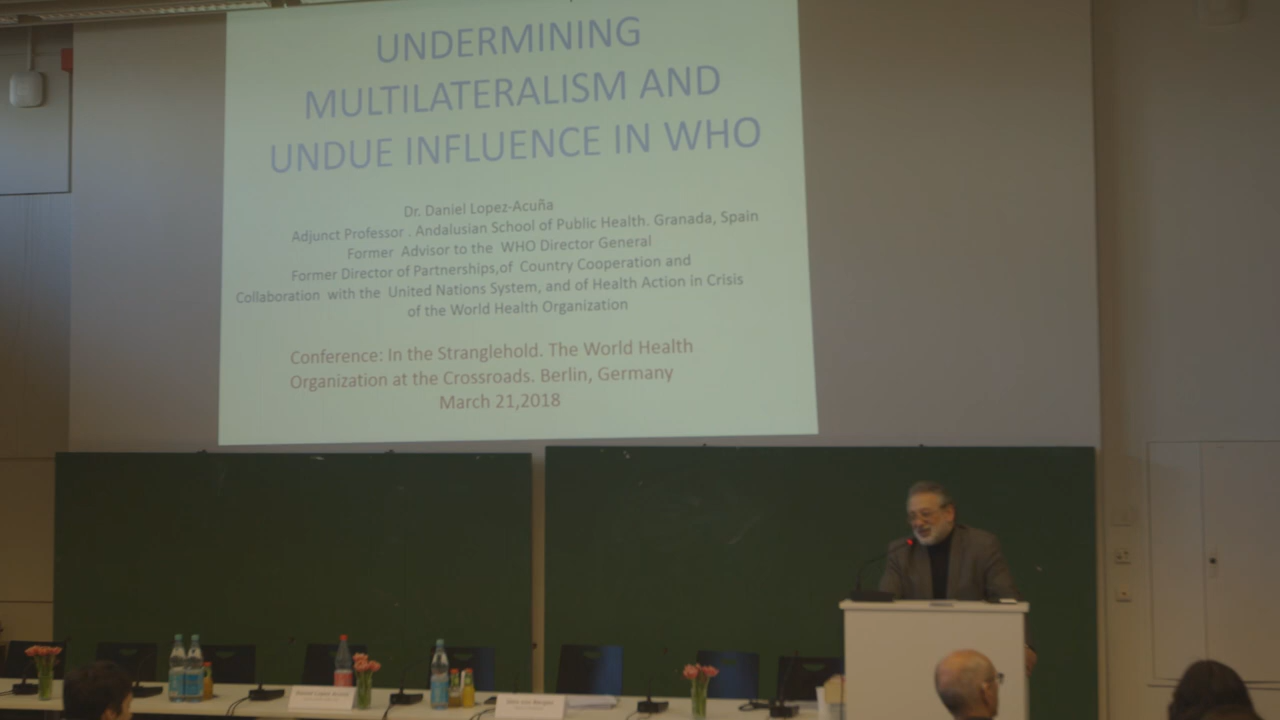 UNDERMINING
MULTILATERALISM AND
UNDUE INFLUENCE IN WHO
Dr. Daniel Lopez-Acuña
Adjunct Professor . Andalusian School of Public Health. Granada, Spain
Former Advisor to the WHO Director General
Former Director of Partnerships,of Country Cooperation and
Collaboration with the United Nations System, and of Health Action in Crisis
of the World Health Organization
Conference: In the Stranglehold. The World Health
Organization at the Crossroads. Berlin, Germany
March 21,2018
Daniel López Acuña